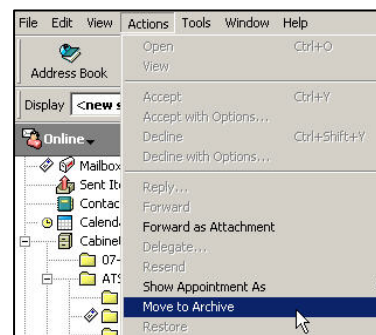 File Edit View Actions Tools Window Help
Address Book
Display <new s
Online
Mailbox
Sent Ite
Contac
Calenda
Cabinet
07-
ATS
Open Ctrl+O
View
Accept Ctrl+Y
Accept with Options...
Decline Ctrl+Shift+Y
Decline with Options...
Reply...
Forward
Forward as Attachment
Delegate...
Resend
Show Appointment As
Move to Archive
Restore